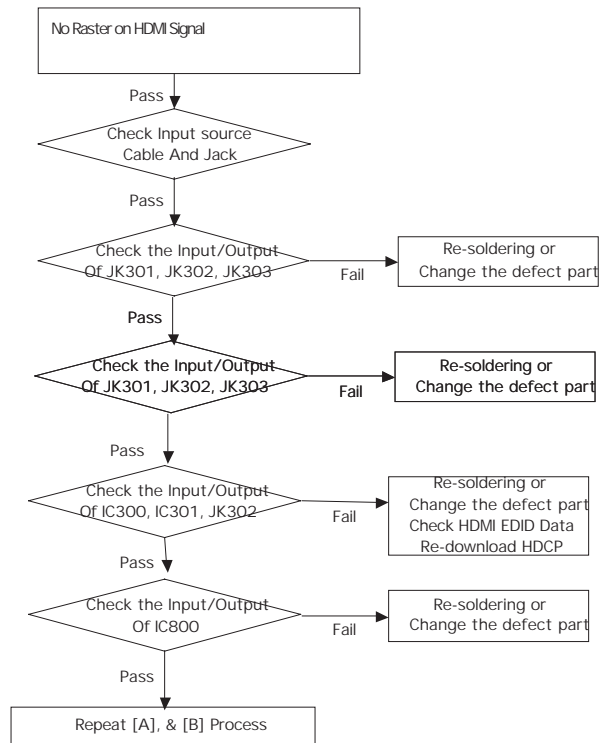 No Raster on HDMI Signal
Pass
Check Input source
Cable And Jack
Pass
Check the Input/Output
Of JK301, JK302, JK303
Fail
Re-soldering or
Change the defect part
Pass
Check the Input/Output
Of JK301, JK302, JK303
Fail
Re-soldering or
Change the defect part
Pass
Check the Input/Output
Of IC300, IC301, JK302
Fail
Re-soldering or
Change the defect part
Check HDMI EDID Data
Re-download HDCP
Pass
Check the Input/Output
Of IC800
Fail
Re-soldering or
Change the defect part
Pass
Repeat [A], & [B] Process